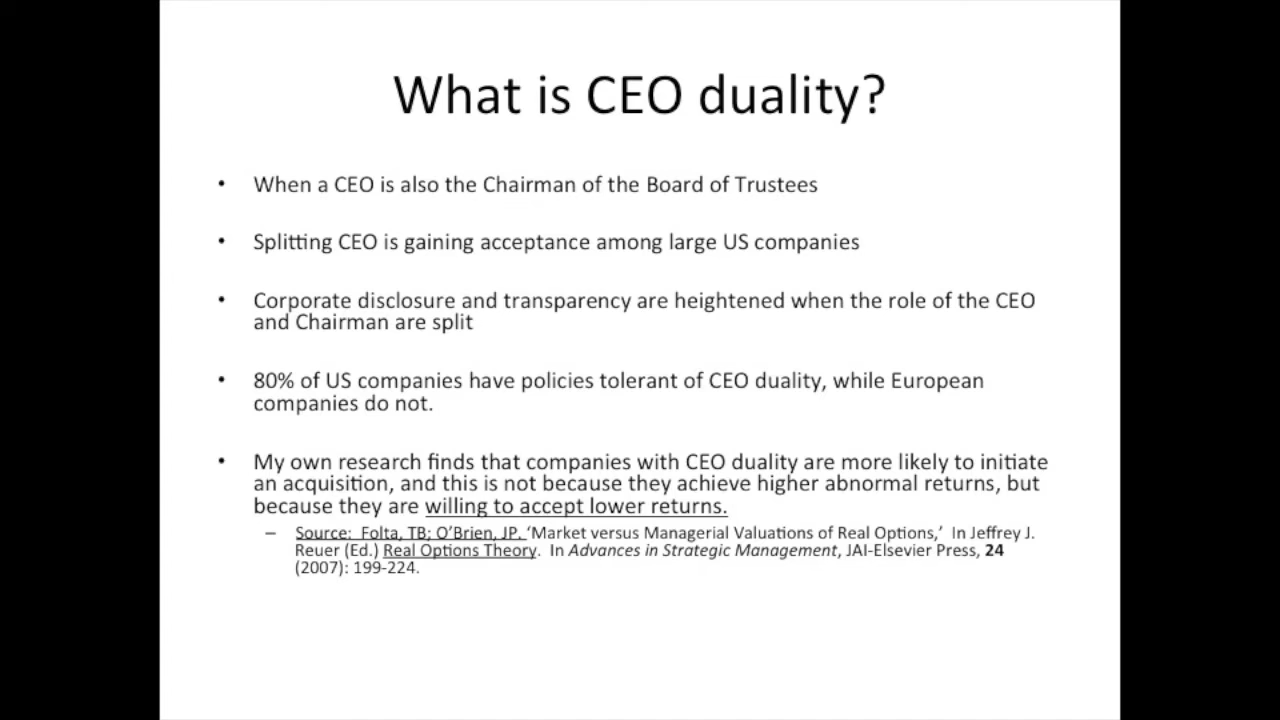 What is CEO duality?
• When a CEO is also the Chairman of the Board of Trustees
• Splitting CEO is gaining acceptance among large US companies
• Corporate disclosure and transparency are heightened when the role of the CEO
and Chairman are split
• 80% of US companies have policies tolerant of CEO duality, while European
companies do not.
• My own research finds that companies with CEO duality are more likely to initiate
an acquisition, and this is not because they achieve higher abnormal returns, but
because they are willing to accept lower returns.
– Source: Folta, TB; O’Brien, JP. ‘Market versus Managerial Valuations of Real Options,’ In Jeffrey J.
Reuer (Ed.) Real Options Theory. In Advances in Strategic Management, JAI-Elsevier Press, 24
(2007): 199-224.